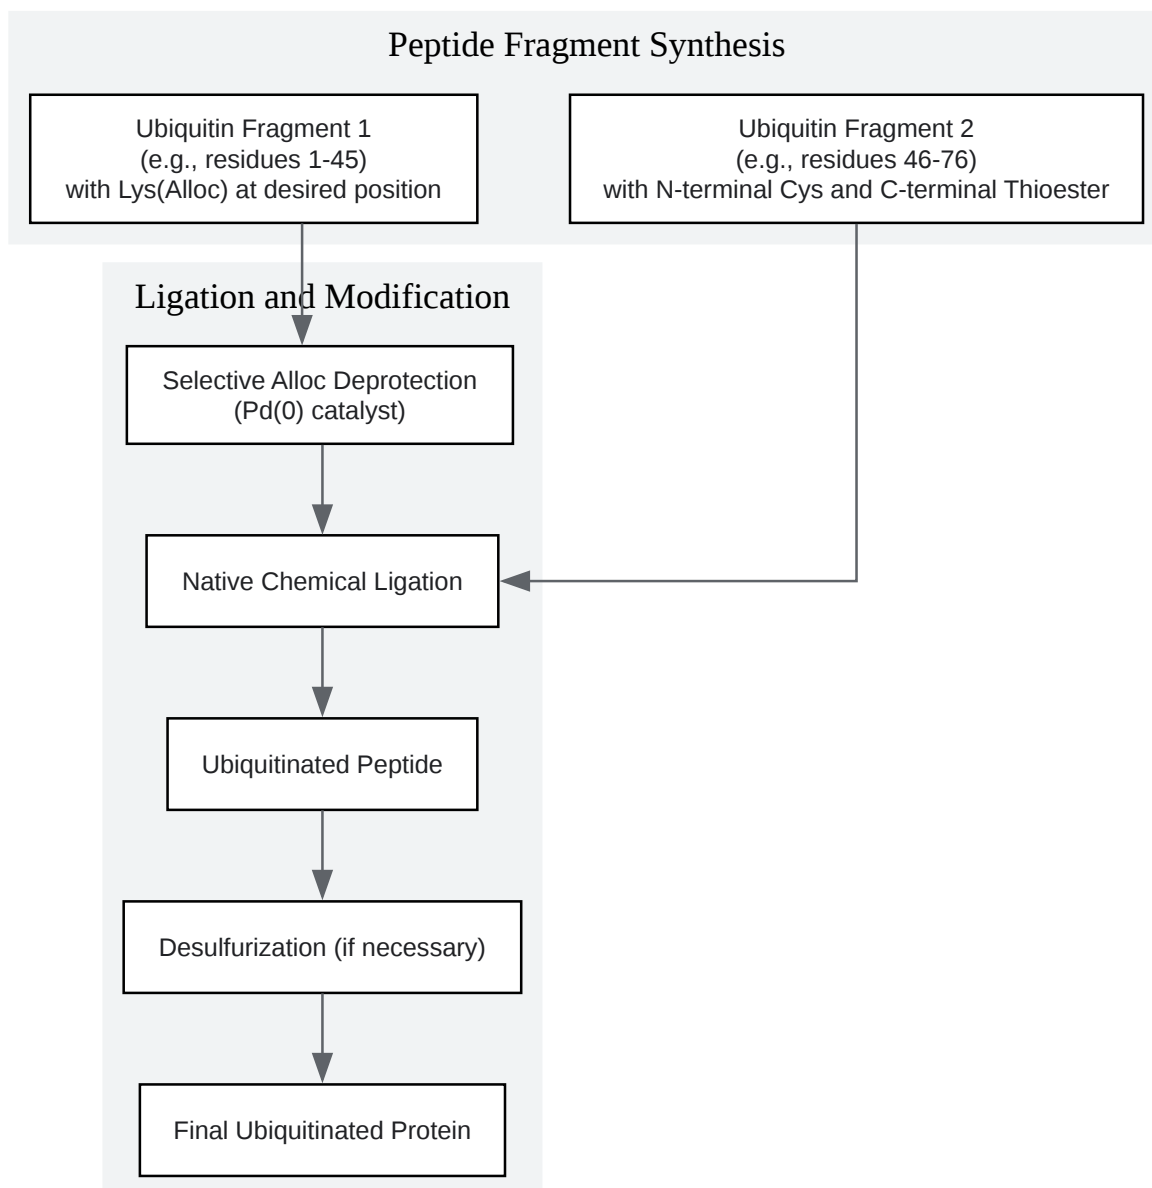 Peptide Fragment Synthesis
Ubiquitin Fragment 1
(e.g., residues 1-45)
with Lys(Alloc) at desired position
Ubiquitin Fragment 2
(e.g., residues 46-76)
with N-terminal Cys and C-terminal Thioester
Ligation and Modification
Selective Alloc Deprotection
(Pd(0) catalyst)
Native Chemical Ligation
Ubiquitinated Peptide
Desulfurization (if necessary)
Final Ubiquitinated Protein